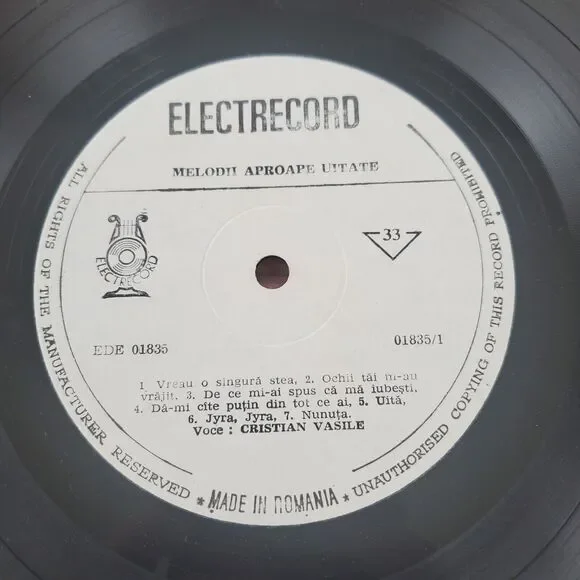 ELECTRECORD
MELODII APROAPE UITATE
ELECTRECORD
33
EDE 01835
01835/1
1 Vreau o singură stea, 2. Ochii tăi m-au
vrăjit. 3. De ce mi-ai spus că mă iubești.
4. Dă-mi cîte puțin din tot ce ai, 5. Uită,
6. Jyra, Jyra, 7. Nunuța.
Voce : CRISTIAN VASILE
ALL RIGHTS OF THE MANUFACTURER RESERVED ★ MADE IN ROMANIA ★ UNAUTHORISED COPYING OF THIS RECORD PROHIBITED